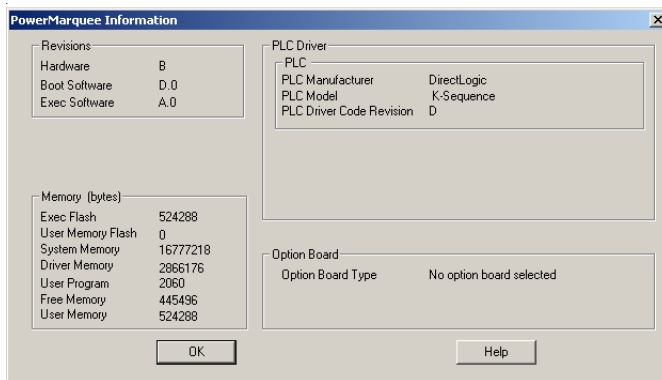 PowerMarquee Information
Revisions
Hardware B
Boot Software D.0
Exec Software A.0
Memory (bytes)
Exec Flash 524288
User Memory Flash 0
System Memory 16777218
Driver Memory 2866176
User Program 2060
Free Memory 445496
User Memory 524288
PLC Driver
PLC
PLC Manufacturer DirectLogic
PLC Model K-Sequence
PLC Driver Code Revision D
Option Board
Option Board Type No option board selected
OK
Help